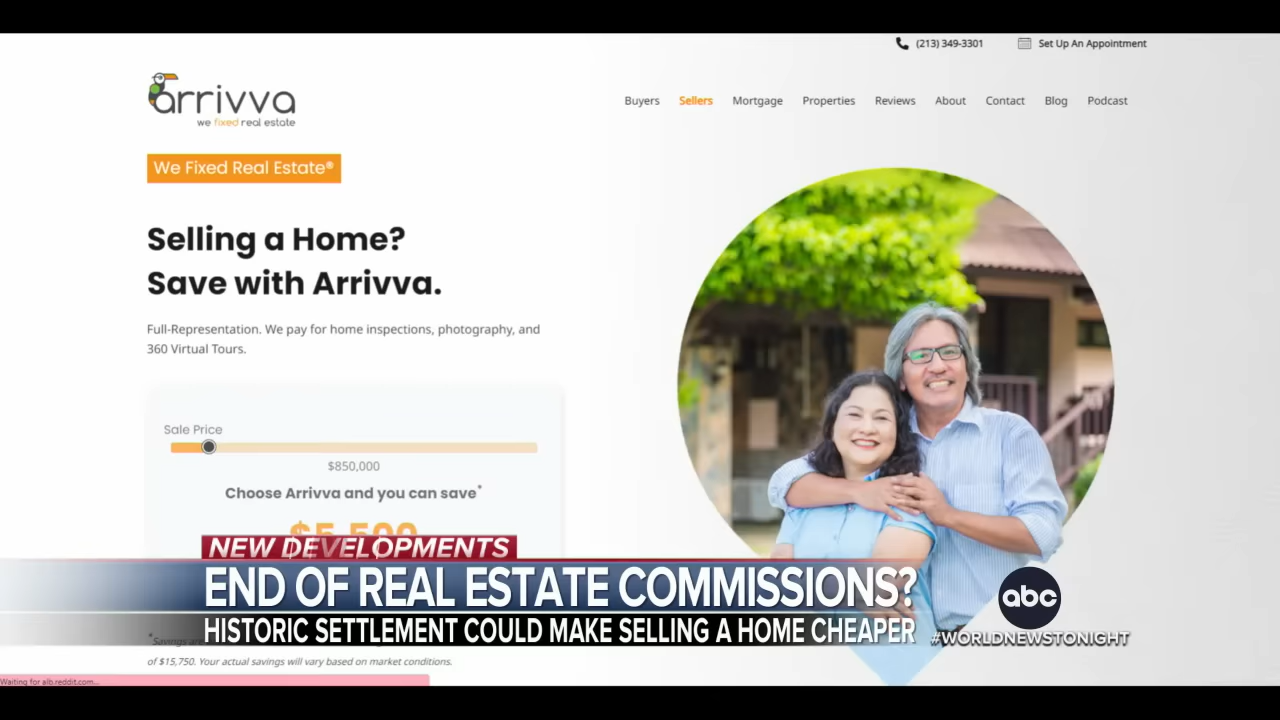 (213) 349-3301
Set Up An Appointment
arrivva
we fixed real estate
Buyers Sellers Mortgage Properties Reviews About Contact Blog Podcast
We Fixed Real Estate®
Selling a Home?
Save with Arrivva.
Full-Representation. We pay for home inspections, photography, and
360 Virtual Tours.
Sale Price
$850,000
Choose Arrivva and you can save*
NEW DEVELOPMENTS
END OF REAL ESTATE COMMISSIONS?
HISTORIC SETTLEMENT COULD MAKE SELLING A HOME CHEAPER
abc
#WORLDNEWSTONIGHT
*Savings are
of $15,750. Your actual savings will vary based on market conditions.
Waiting for alb.reddit.com...